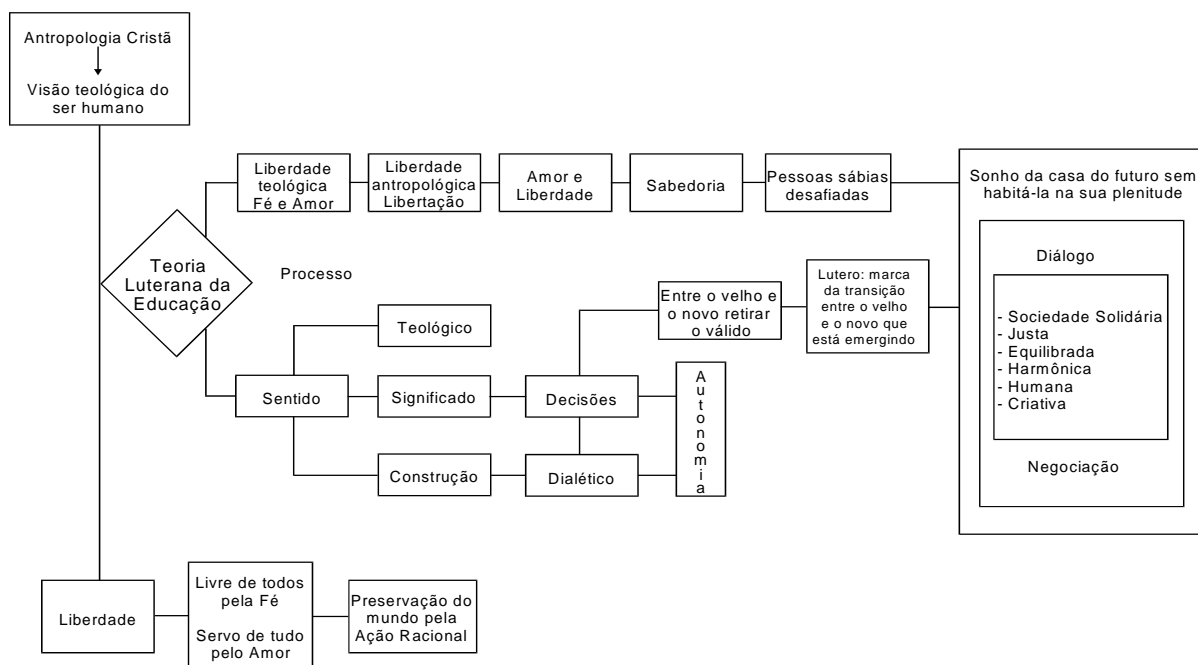 Antropologia Cristã
Visão teológica do
ser humano
Liberdade
teológica
Fé e Amor
Liberdade
antropológica
Libertação
Amor e
Liberdade
Sabedoria
Pessoas sábias
desafiadas
Sonho da casa do futuro sem
habitá-la na sua plenitude
Diálogo
- Sociedade Solidária
- Justa
- Equilibrada
- Harmônica
- Humana
- Criativa
Negociação
Teoria
Luterana da
Educação
Processo
Entre o velho e
o novo retirar
o válido
Lutero: marca
da transição
entre o velho
e o novo que
está emergindo
Teológico
Sentido
Significado
Decisões
Autonomia
Construção
Dialético
Liberdade
Livre de todos
pela Fé
Servo de tudo
pelo Amor
Preservação do
mundo pela
Ação Racional